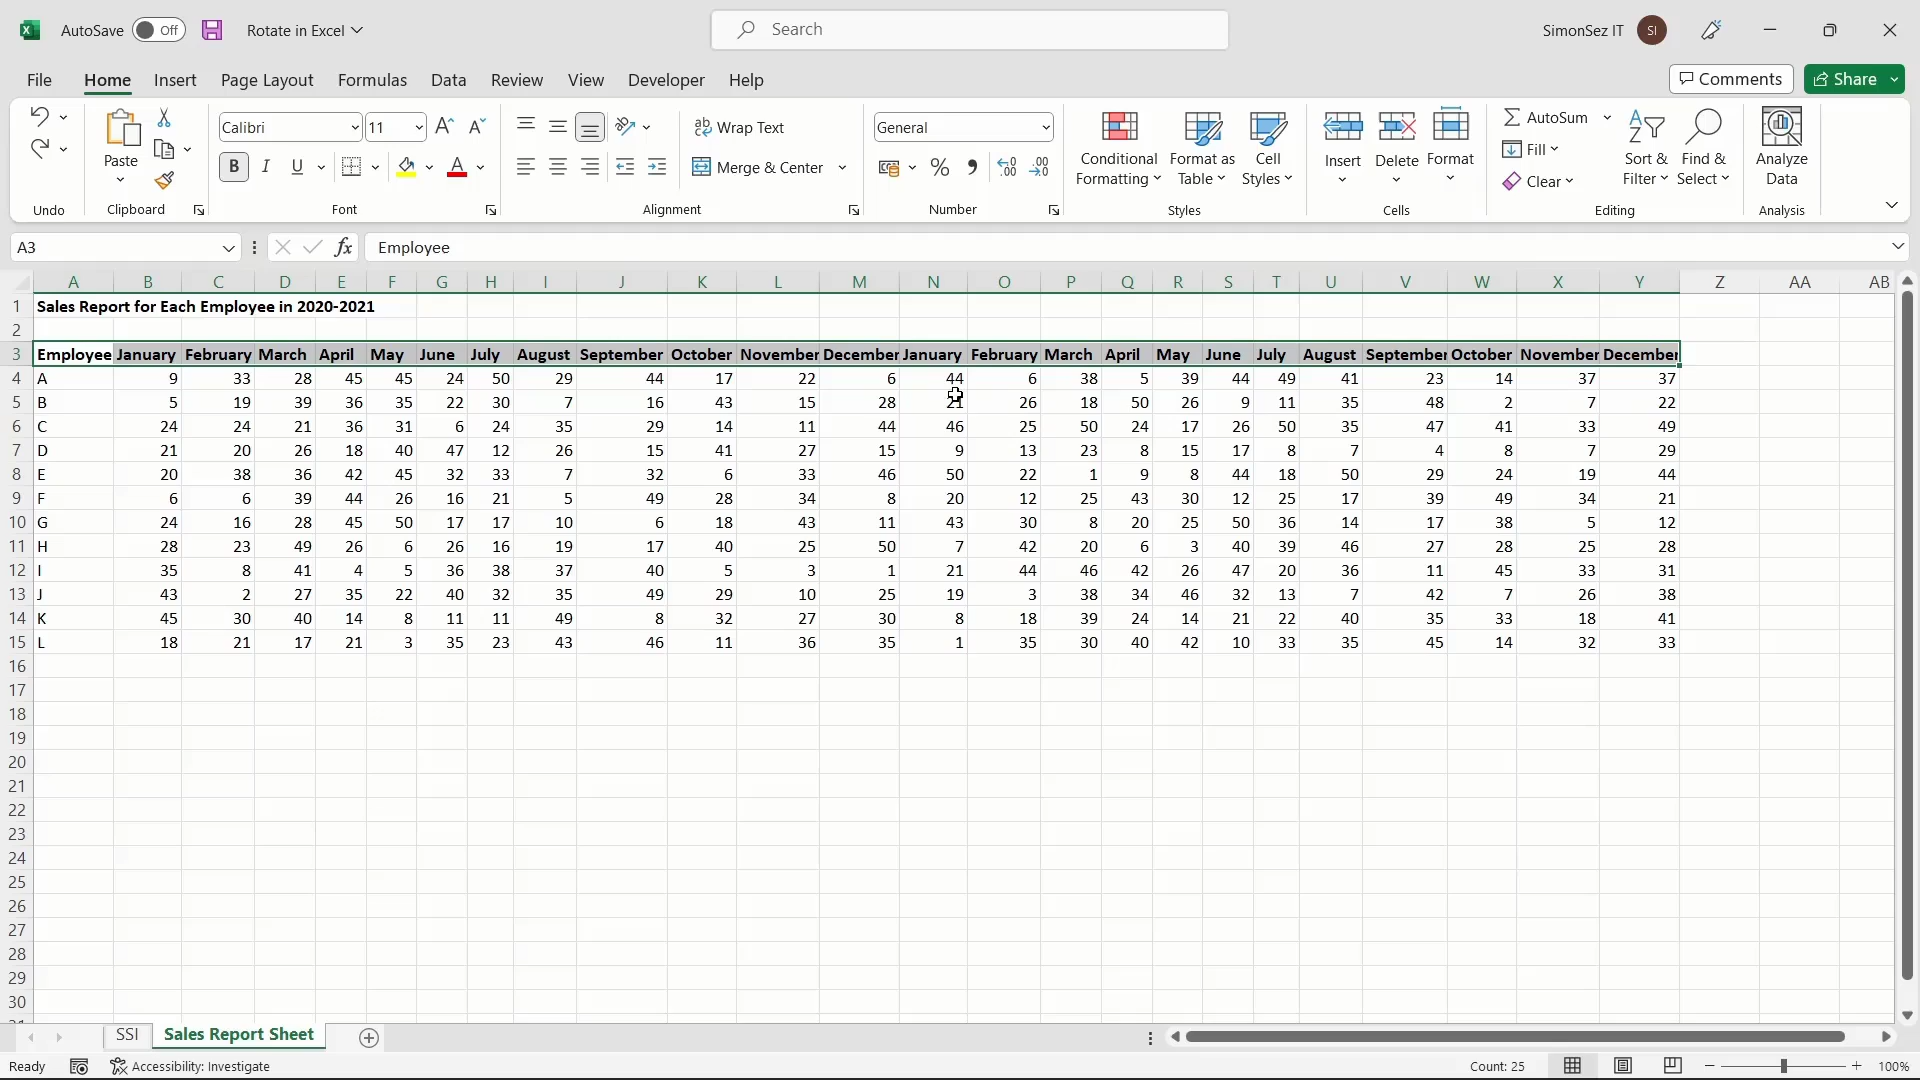 AutoSave Off Rotate in Excel Search SimonSez IT SI
File Home Insert Page Layout Formulas Data Review View Developer Help Comments Share
Undo
Paste
Clipboard
Calibri 11
B I U A
Font
Wrap Text
Merge & Center
Alignment
General
%
Number
Conditional Formatting
Format as Table
Cell Styles
Styles
Insert Delete Format
Cells
AutoSum
Fill
Clear
Sort & Filter
Find & Select
Editing
Analyze Data
Analysis
A3 fx Employee
A B C D E F G H I J K L M N O P Q R S T U V W X Y Z AA AB
1 Sales Report for Each Employee in 2020-2021
2
3 Employee January February March April May June July August September October November December January February March April May June July August September October November December
4 A 9 33 28 45 45 24 50 29 44 17 22 6 44 6 38 5 39 44 49 41 23 14 37 37
5 B 5 19 39 36 35 22 30 7 16 43 15 28 21 26 18 50 26 9 11 35 48 2 7 22
6 C 24 24 21 36 31 6 24 35 29 14 11 44 46 25 50 24 17 26 50 35 47 41 33 49
7 D 21 20 26 18 40 47 12 26 15 41 27 15 9 13 23 8 15 17 8 7 4 8 7 29
8 E 20 38 36 42 45 32 33 7 32 6 33 46 50 22 1 9 8 44 18 50 29 24 19 44
9 F 6 6 39 44 26 16 21 5 49 28 34 8 20 12 25 43 30 12 25 17 39 49 34 21
10 G 24 16 28 45 50 17 17 10 6 18 43 11 43 30 8 20 25 50 36 14 17 38 5 12
11 H 28 23 49 26 6 26 16 19 17 40 25 50 7 42 20 6 3 40 39 46 27 28 25 28
12 I 35 8 41 4 5 36 38 37 40 5 3 1 21 44 46 42 26 47 20 36 11 45 33 31
13 J 43 2 27 35 22 40 32 35 49 29 10 25 19 3 38 34 46 32 13 7 42 7 26 38
14 K 45 30 40 14 8 11 11 49 8 32 27 30 8 18 39 24 14 21 22 40 35 33 18 41
15 L 18 21 17 21 3 35 23 43 46 11 36 35 1 35 30 40 42 10 33 35 45 14 32 33
16
17
18
19
20
21
22
23
24
25
26
27
28
29
30
SSI Sales Report Sheet
Ready Accessibility: Investigate Count: 25 100%